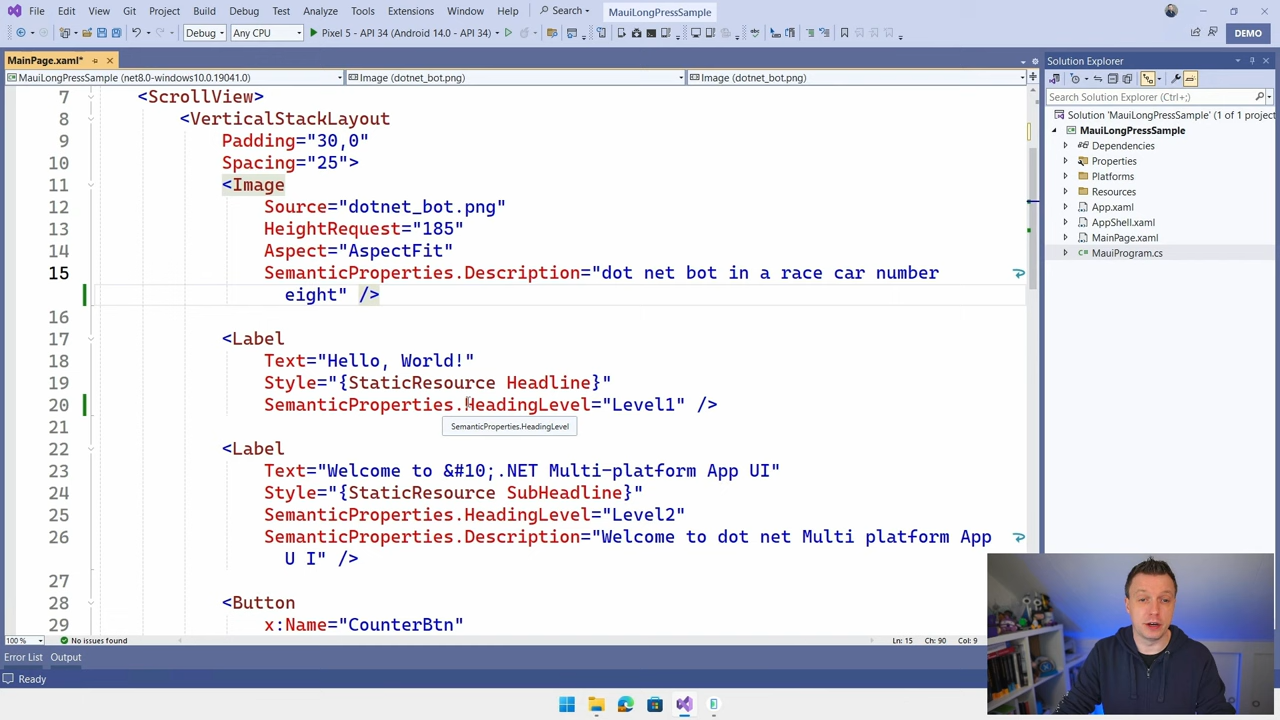 File Edit View Git Project Build Debug Test Analyze Tools Extensions Window Help Search MauiLongPressSample
Debug Any CPU Pixel 5 - API 34 (Android 14.0 - API 34) DEMO
MainPage.xaml*
MauiLongPressSample (net8.0-windows10.0.19041.0) Image (dotnet_bot.png) Image (dotnet_bot.png)
7 <ScrollView>
8 <VerticalStackLayout
9 Padding="30,0"
10 Spacing="25">
11 <Image
12 Source="dotnet_bot.png"
13 HeightRequest="185"
14 Aspect="AspectFit"
15 SemanticProperties.Description="dot net bot in a race car number
eight" />
16
17 <Label
18 Text="Hello, World!"
19 Style="{StaticResource Headline}"
20 SemanticProperties.HeadingLevel="Level1" />
SemanticProperties.HeadingLevel
21
22 <Label
23 Text="Welcome to &#10;.NET Multi-platform App UI"
24 Style="{StaticResource SubHeadline}"
25 SemanticProperties.HeadingLevel="Level2"
26 SemanticProperties.Description="Welcome to dot net Multi platform App
U I" />
27
28 <Button
29 x:Name="CounterBtn"
100 % No issues found Ln: 15 Ch: 90 Col: 9
Error List Output
Ready
Solution Explorer
Search Solution Explorer (Ctrl+;)
Solution 'MauiLongPressSample' (1 of 1 project
MauiLongPressSample
Dependencies
Properties
Platforms
Resources
App.xaml
AppShell.xaml
MainPage.xaml
C# MauiProgram.cs